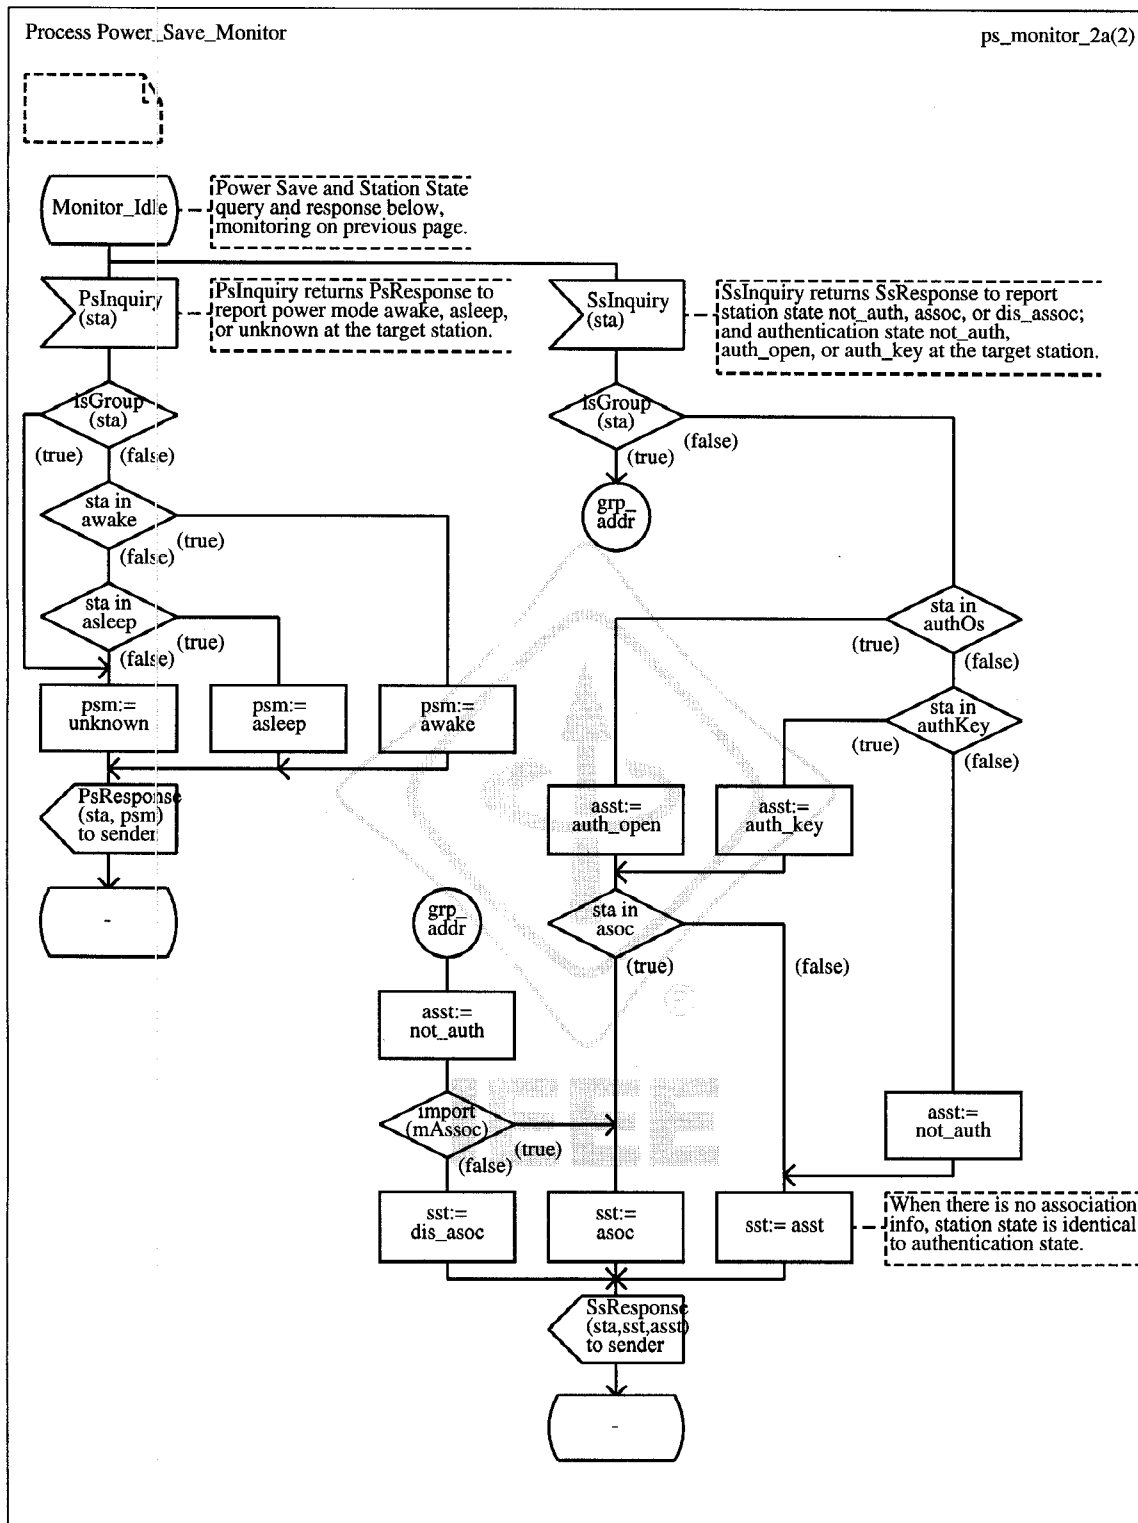 Process Power_Save_Monitor
ps_monitor_2a(2)
Monitor_Idle
Power Save and Station State
query and response below,
monitoring on previous page.
PsInquiry
(sta)
PsInquiry returns PsResponse to
report power mode awake, asleep,
or unknown at the target station.
SsInquiry
(sta)
SsInquiry returns SsResponse to report
station state not_auth, assoc, or dis_assoc;
and authentication state not_auth,
auth_open, or auth_key at the target station.
isGroup
(sta)
(true)
(false)
isGroup
(sta)
(false)
(true)
grp_
addr
sta in
awake
(true)
(false)
sta in
asleep
(true)
(false)
sta in
authOs
(true)
(false)
psm:=
unknown
psm:=
asleep
psm:=
awake
sta in
authKey
(true)
(false)
PsResponse
(sta, psm)
to sender
-
asst:=
auth_open
asst:=
auth_key
grp_
addr
sta in
asoc
(true)
(false)
asst:=
not_auth
import
(mAssoc)
(true)
(false)
asst:=
not_auth
sst:=
dis_asoc
sst:=
asoc
sst:= asst
When there is no association
info, station state is identical
to authentication state.
SsResponse
(sta,sst,asst)
to sender
-
IEEE
®